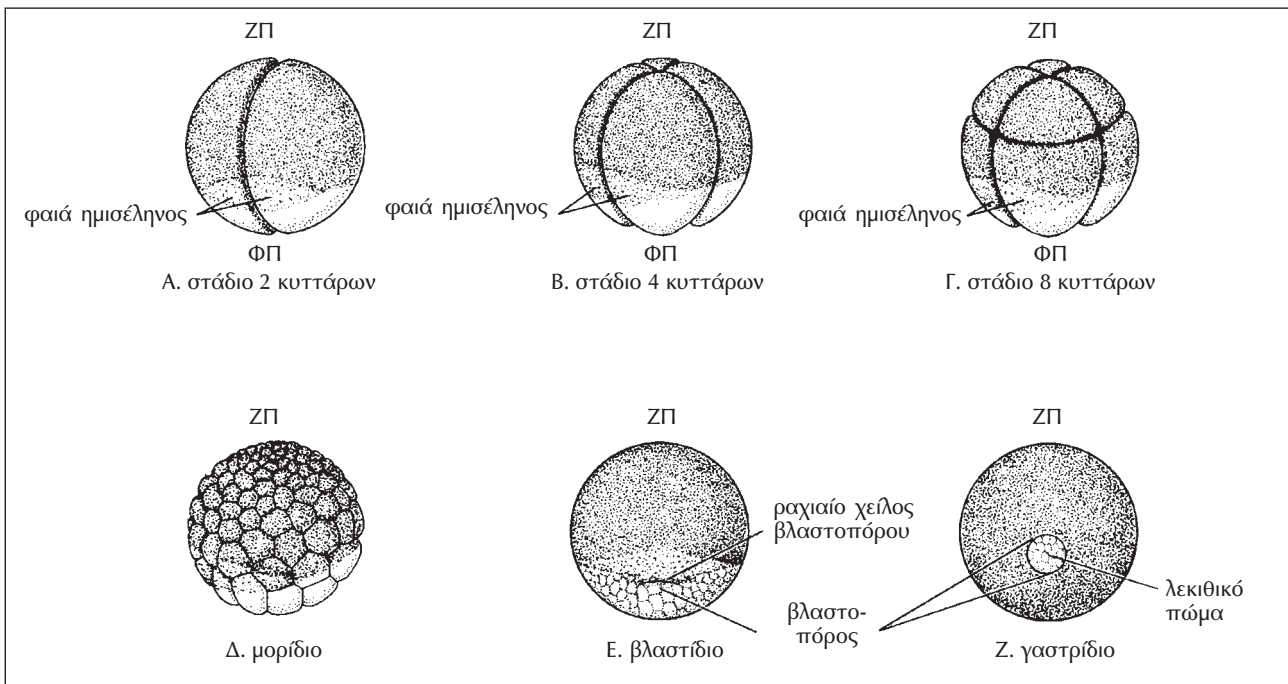 ΖΠ
ΖΠ
ΖΠ
φαιά ημισέληνος
φαιά ημισέληνος
φαιά ημισέληνος
ΦΠ
ΦΠ
ΦΠ
Α. στάδιο 2 κυττάρων
Β. στάδιο 4 κυττάρων
Γ. στάδιο 8 κυττάρων
ΖΠ
ΖΠ
ΖΠ
ραχιαίο χείλος
βλαστοπόρου
βλαστο-
πόρος
λεκιθικό
πώμα
Δ. μορίδιο
Ε. βλαστίδιο
Ζ. γαστρίδιο